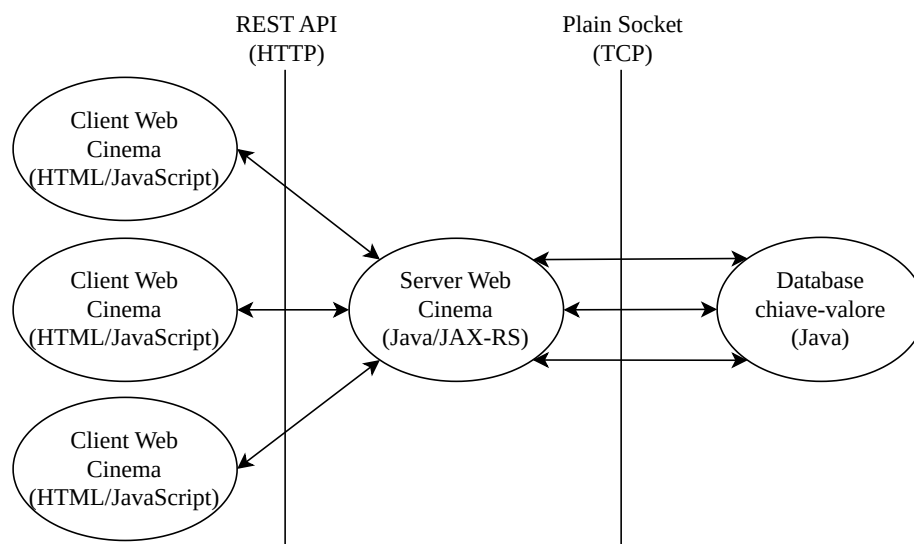 REST API
(HTTP)
Plain Socket
(TCP)
Client Web
Cinema
(HTML/JavaScript)
Client Web
Cinema
(HTML/JavaScript)
Client Web
Cinema
(HTML/JavaScript)
Server Web
Cinema
(Java/JAX-RS)
Database
chiave-valore
(Java)